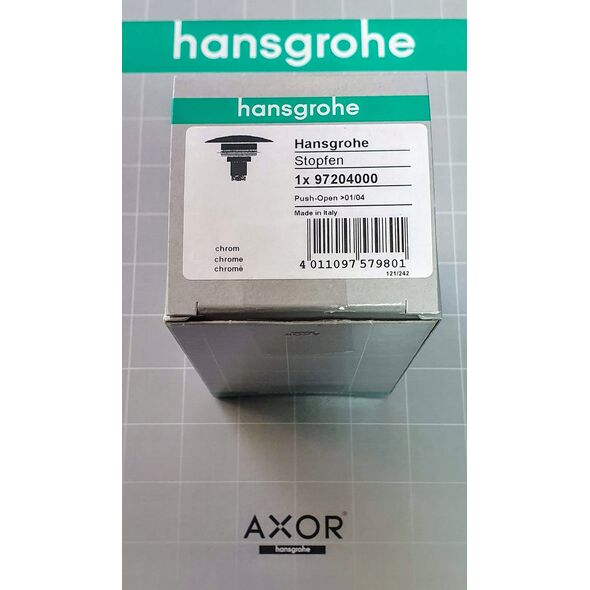 hansgrohe
hansgrohe
Hansgrohe
Stopfen
1x 97204000
Push-Open >01/04
Made in Italy
chrom
chrome
chromé
4 011097 579801
121/242
AXOR
AXOR®
hansgrohe